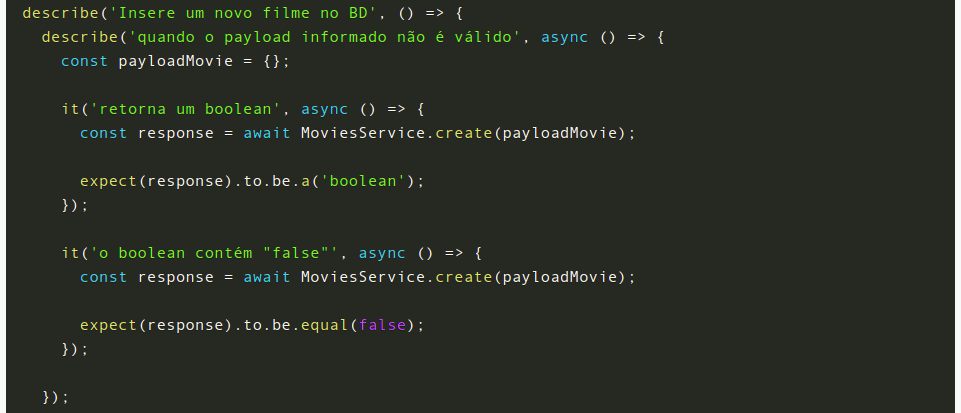 describe('Insere um novo filme no BD', () => {
  describe('quando o payload informado não é válido', async () => {
    const payloadMovie = {};

    it('retorna um boolean', async () => {
      const response = await MoviesService.create(payloadMovie);

      expect(response).to.be.a('boolean');
    });

    it('o boolean contém "false"', async () => {
      const response = await MoviesService.create(payloadMovie);

      expect(response).to.be.equal(false);
    });

  });